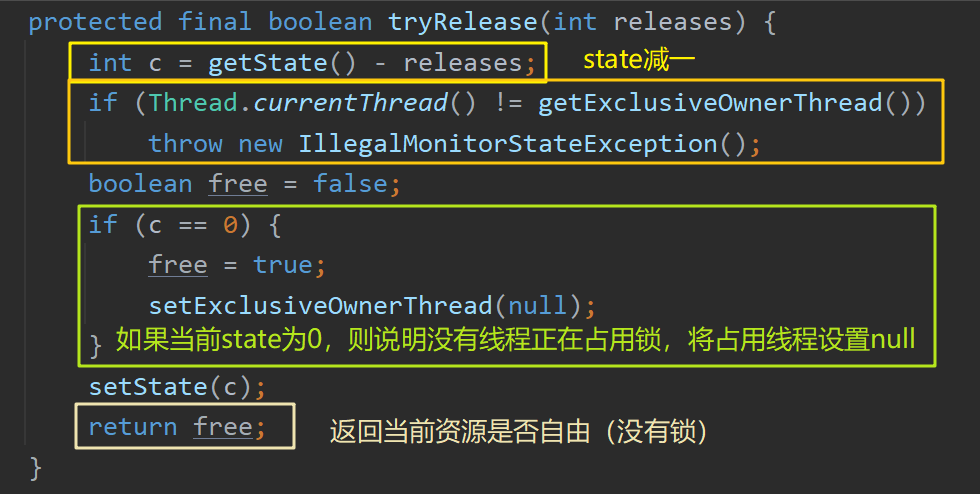 protected final boolean tryRelease(int releases) {
int c = getState() - releases; state减一
if (Thread.currentThread() != getExclusiveOwnerThread())
throw new IllegalMonitorStateException();
boolean free = false;
if (c == 0) {
free = true;
setExclusiveOwnerThread(null);
} 如果当前state为0，则说明没有线程正在占用锁，将占用线程设置null
setState(c);
return free; 返回当前资源是否自由（没有锁）
}